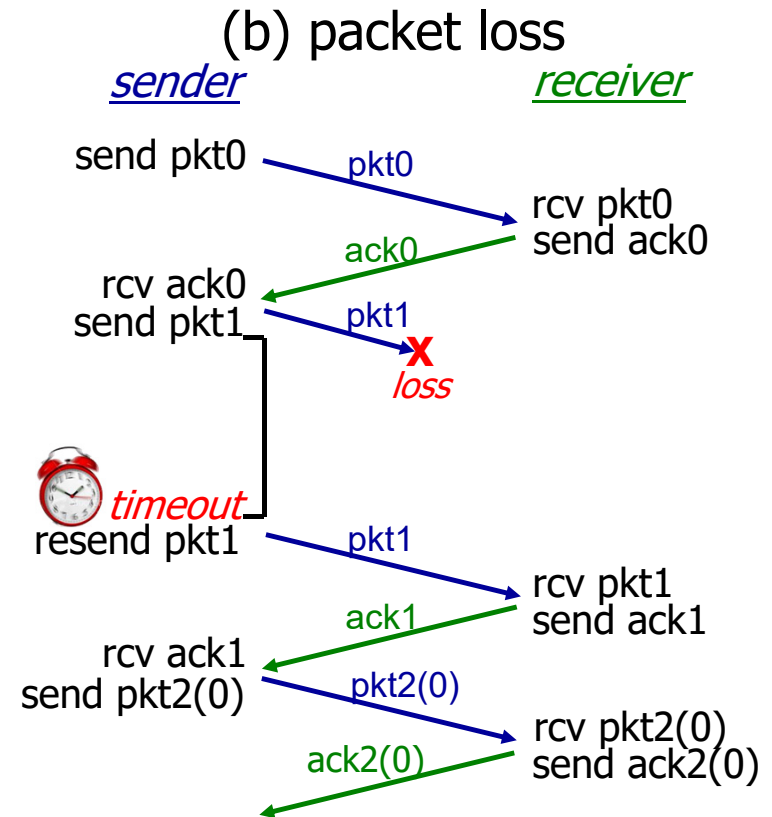 (b) packet loss
sender
receiver
send pkt0
pkt0
rcv pkt0
send ack0
ack0
rcv ack0
send pkt1
pkt1
X
loss
timeout
resend pkt1
pkt1
rcv pkt1
send ack1
ack1
rcv ack1
send pkt2(0)
pkt2(0)
rcv pkt2(0)
send ack2(0)
ack2(0)